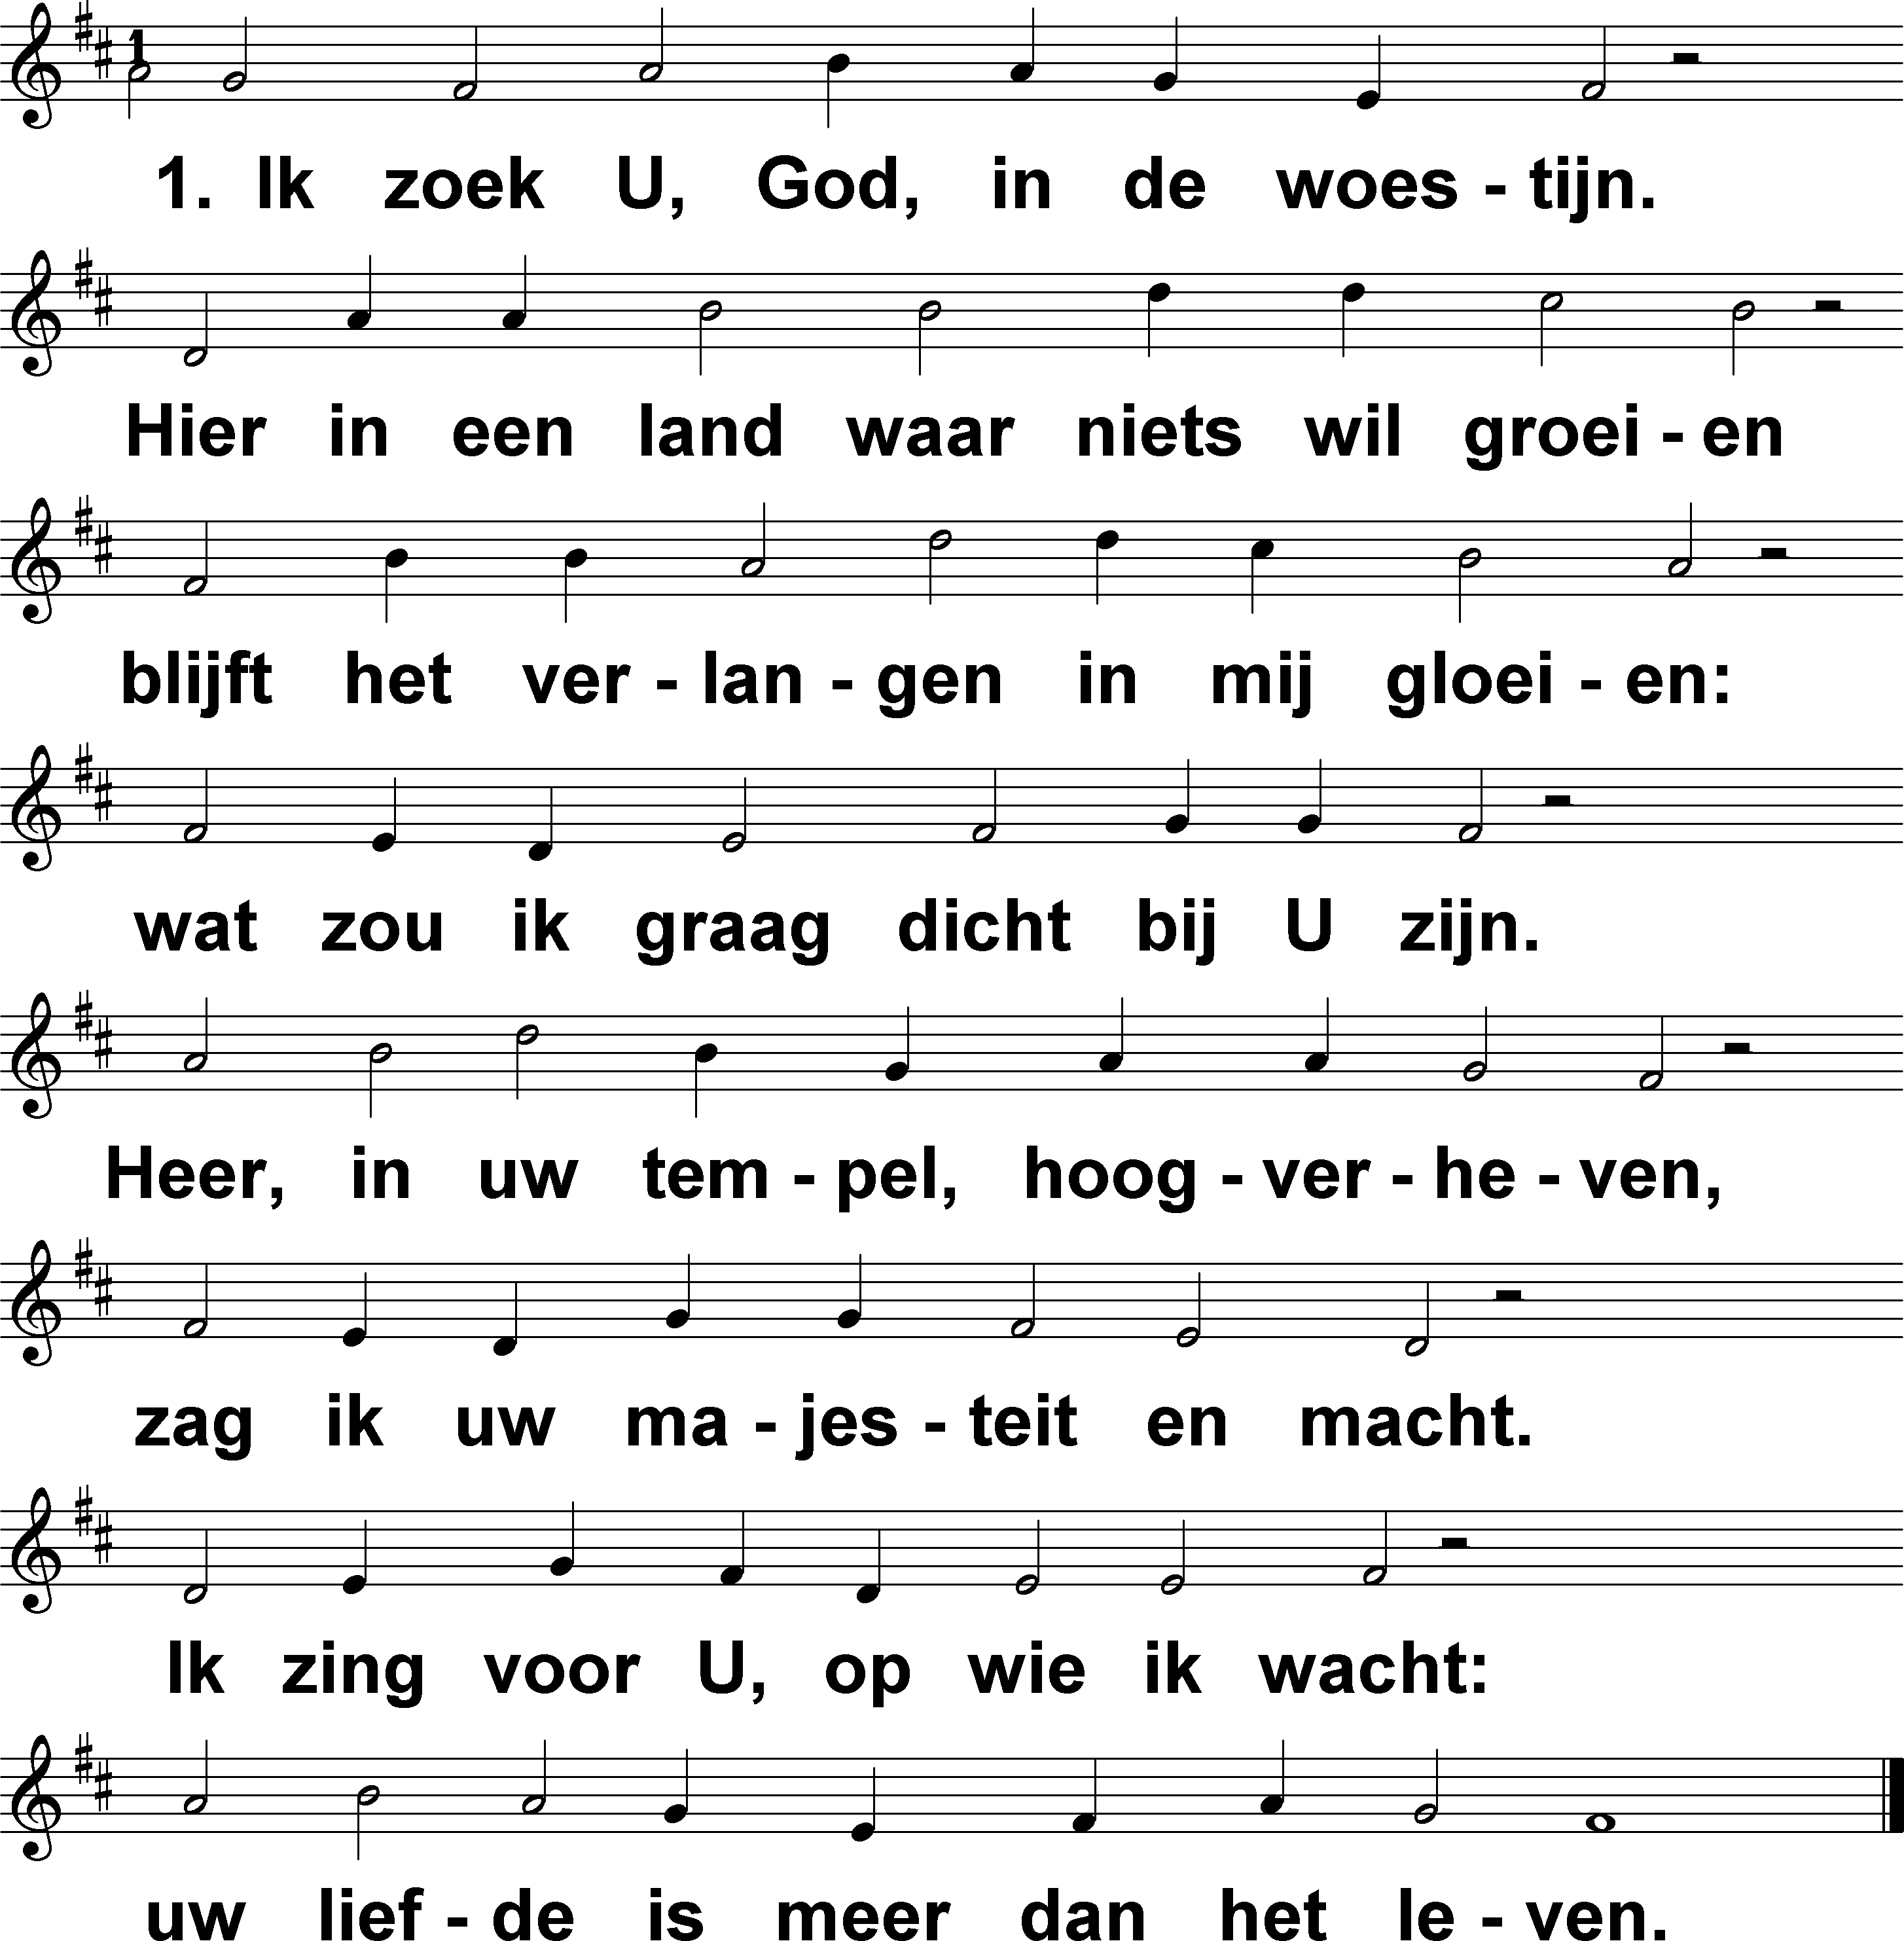 1. Ik zoek U, God, in de woes - tijn.
Hier in een land waar niets wil groei - en
blijft het ver - lan - gen in mij gloei - en:
wat zou ik graag dicht bij U zijn.
Heer, in uw tem - pel, hoog - ver - he - ven,
zag ik uw ma - jes - teit en macht.
Ik zing voor U, op wie ik wacht:
uw lief - de is meer dan het le - ven.